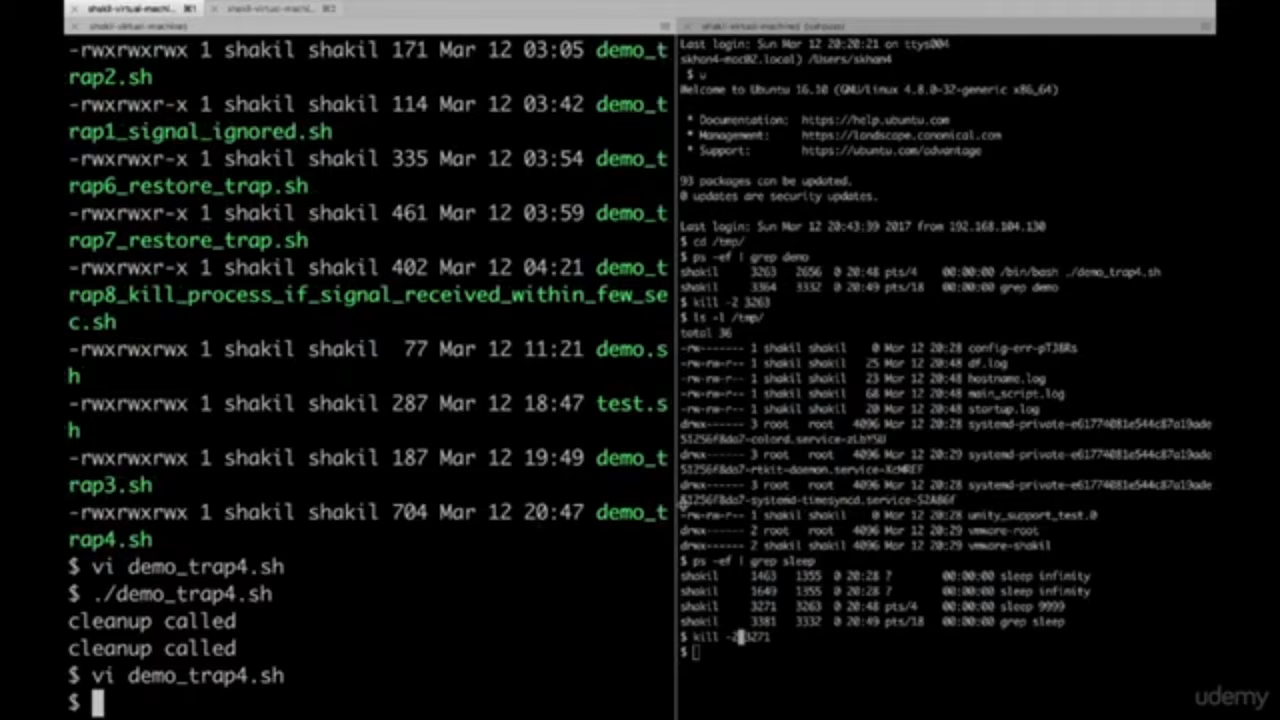 shakil-virtual-machi... ⌘1
shakil-virtual-machi... ⌘2
-rwxrwxrwx 1 shakil shakil 171 Mar 12 03:05 demo_t
rap2.sh
-rwxrwxr-x 1 shakil shakil 114 Mar 12 03:42 demo_t
rap1_signal_ignored.sh
-rwxrwxr-x 1 shakil shakil 335 Mar 12 03:54 demo_t
rap6_restore_trap.sh
-rwxrwxr-x 1 shakil shakil 461 Mar 12 03:59 demo_t
rap7_restore_trap.sh
-rwxrwxr-x 1 shakil shakil 402 Mar 12 04:21 demo_t
rap8_kill_process_if_signal_received_within_few_se
c.sh
-rwxrwxrwx 1 shakil shakil 77 Mar 12 11:21 demo.s
h
-rwxrwxrwx 1 shakil shakil 287 Mar 12 18:47 test.s
h
-rwxrwxrwx 1 shakil shakil 187 Mar 12 19:49 demo_t
rap3.sh
-rwxrwxrwx 1 shakil shakil 704 Mar 12 20:47 demo_t
rap4.sh
$ vi demo_trap4.sh
$ ./demo_trap4.sh
cleanup called
cleanup called
$ vi demo_trap4.sh
$
Last login: Sun Mar 12 20:20:21 on ttys004
skhan4-mac02.local) /Users/skhan4
$ u
Welcome to Ubuntu 16.10 (GNU/linux 4.8.0-32-generic x86_64)
* Documentation: https://help.ubuntu.com
* Management: https://landscape.canonical.com
* Support: https://ubuntu.com/advantage
93 packages can be updated.
0 updates are security updates.
Last login: Sun Mar 12 20:43:39 2017 from 192.168.104.130
$ cd /tmp/
$ ps -ef | grep demo
shakil 3263 2656 0 20:48 pts/4 00:00:00 /bin/bash ./demo_trap4.sh
shakil 3364 3332 0 20:49 pts/18 00:00:00 grep demo
$ kill -2 3263
$ ls -l /tmp/
total 36
-rw------- 1 shakil shakil 0 Mar 12 20:28 config-err-pTJBRs
-rw-rw-r-- 1 shakil shakil 25 Mar 12 20:48 df.log
-rw-rw-r-- 1 shakil shakil 23 Mar 12 20:48 hostname.log
-rw-rw-r-- 1 shakil shakil 68 Mar 12 20:48 main_script.log
-rw-rw-r-- 1 shakil shakil 20 Mar 12 20:48 startup.log
drwx------ 3 root root 4096 Mar 12 20:28 systemd-private-e61774081e544c87a19ade
51256f8da7-colord.service-zLbYSU
drwx------ 3 root root 4096 Mar 12 20:29 systemd-private-e61774081e544c87a19ade
51256f8da7-rtkit-daemon.service-XcMREF
drwx------ 3 root root 4096 Mar 12 20:28 systemd-private-e61774081e544c87a19ade
51256f8da7-systemd-timesyncd.service-S2A86f
-rw-rw-r-- 1 shakil shakil 0 Mar 12 20:28 unity_support_test.0
drwx------ 2 root root 4096 Mar 12 20:29 vmware-root
drwx------ 2 shakil shakil 4096 Mar 12 20:29 vmware-shakil
$ ps -ef | grep sleep
shakil 1463 1355 0 20:28 ? 00:00:00 sleep infinity
shakil 1649 1355 0 20:28 ? 00:00:00 sleep infinity
shakil 3271 3263 0 20:48 pts/4 00:00:00 sleep 9999
shakil 3381 3332 0 20:49 pts/18 00:00:00 grep sleep
$ kill -2 3271
$
udemy